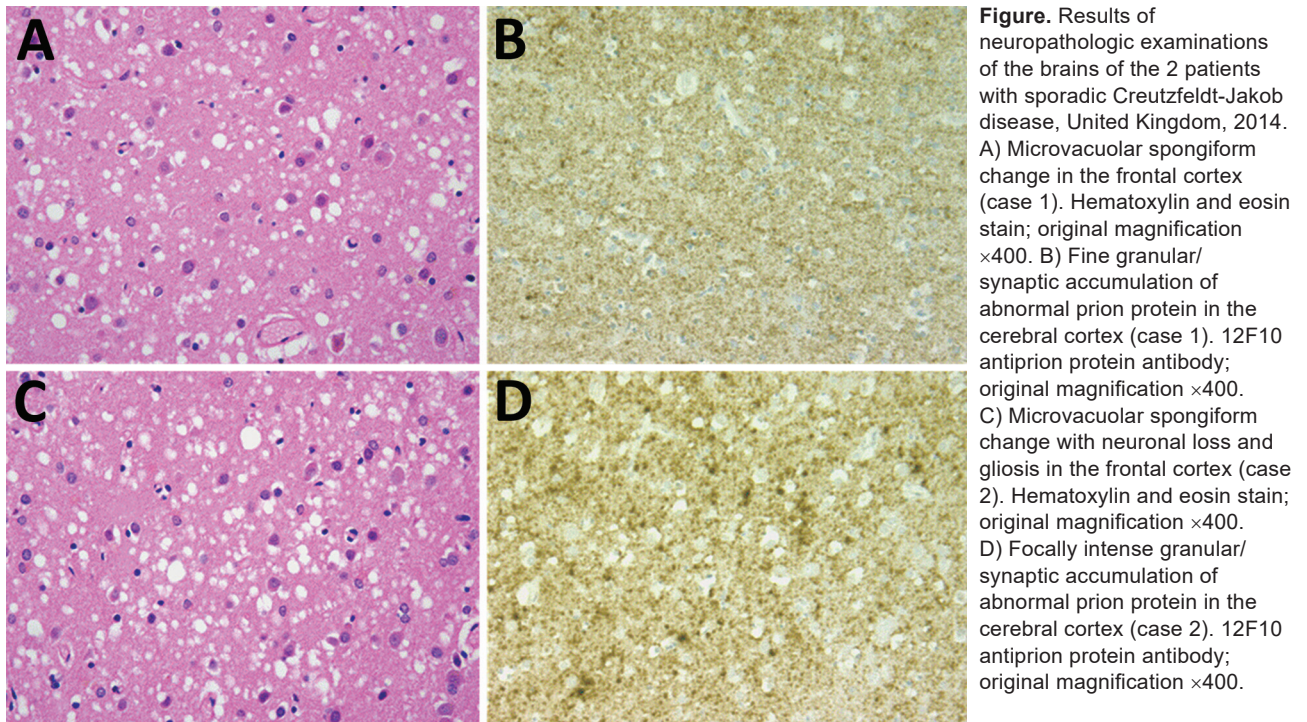 A
B
C
D
Figure. Results of
neuropathologic examinations
of the brains of the 2 patients
with sporadic Creutzfeldt-Jakob
disease, United Kingdom, 2014.
A) Microvacuolar spongiform
change in the frontal cortex
(case 1). Hematoxylin and eosin
stain; original magnification
×400. B) Fine granular/
synaptic accumulation of
abnormal prion protein in the
cerebral cortex (case 1). 12F10
antiprion protein antibody;
original magnification ×400.
C) Microvacuolar spongiform
change with neuronal loss and
gliosis in the frontal cortex (case
2). Hematoxylin and eosin stain;
original magnification ×400.
D) Focally intense granular/
synaptic accumulation of
abnormal prion protein in the
cerebral cortex (case 2). 12F10
antiprion protein antibody;
original magnification ×400.